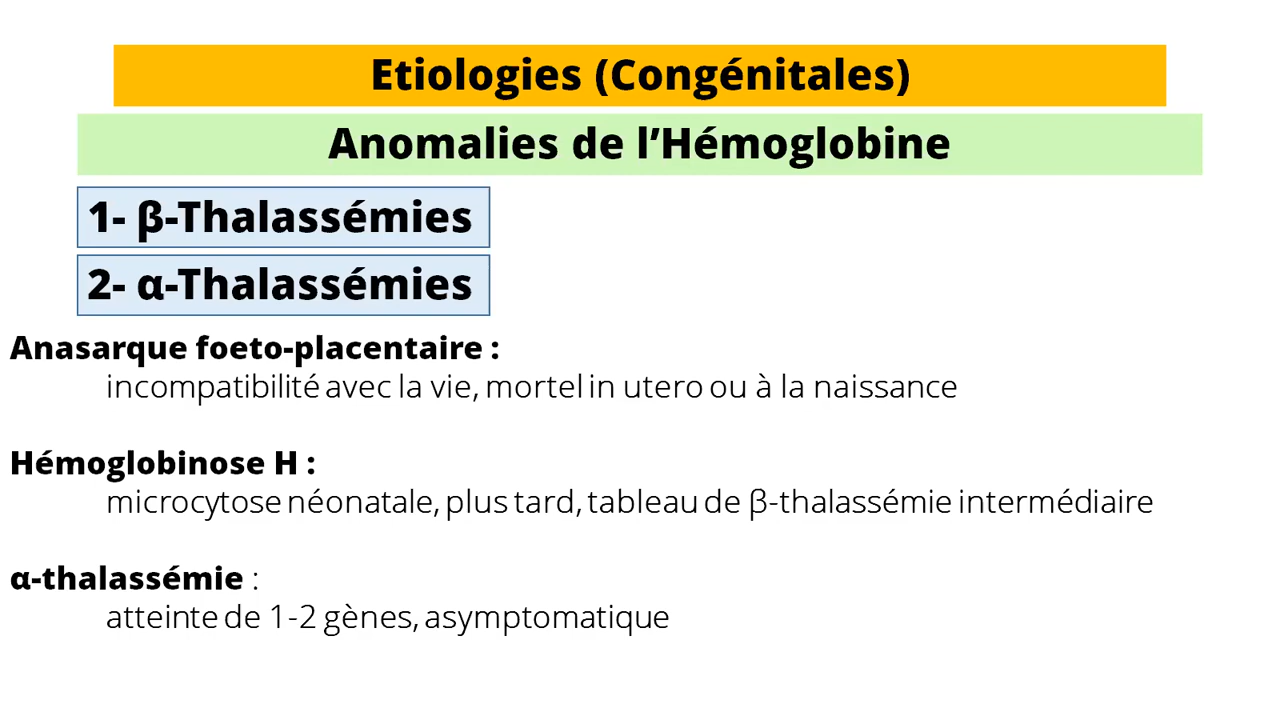 Etiologies (Congénitales)
Anomalies de l’Hémoglobine
1- β-Thalassémies
2- α-Thalassémies
Anasarque foeto-placentaire :
incompatibilité avec la vie, mortel in utero ou à la naissance
Hémoglobinose H :
microcytose néonatale, plus tard, tableau de β-thalassémie intermédiaire
α-thalassémie :
atteinte de 1-2 gènes, asymptomatique